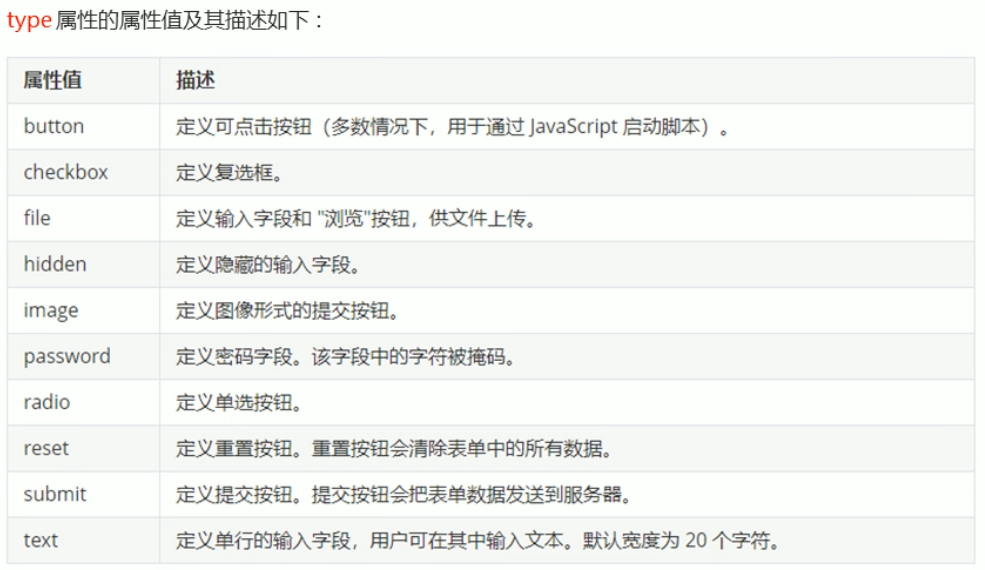 type 属性的属性值及其描述如下：
属性值 描述
button 定义可点击按钮（多数情况下，用于通过 JavaScript 启动脚本）。
checkbox 定义复选框。
file 定义输入字段和 "浏览"按钮，供文件上传。
hidden 定义隐藏的输入字段。
image 定义图像形式的提交按钮。
password 定义密码字段。该字段中的字符被掩码。
radio 定义单选按钮。
reset 定义重置按钮。重置按钮会清除表单中的所有数据。
submit 定义提交按钮。提交按钮会把表单数据发送到服务器。
text 定义单行的输入字段，用户可在其中输入文本。默认宽度为 20 个字符。